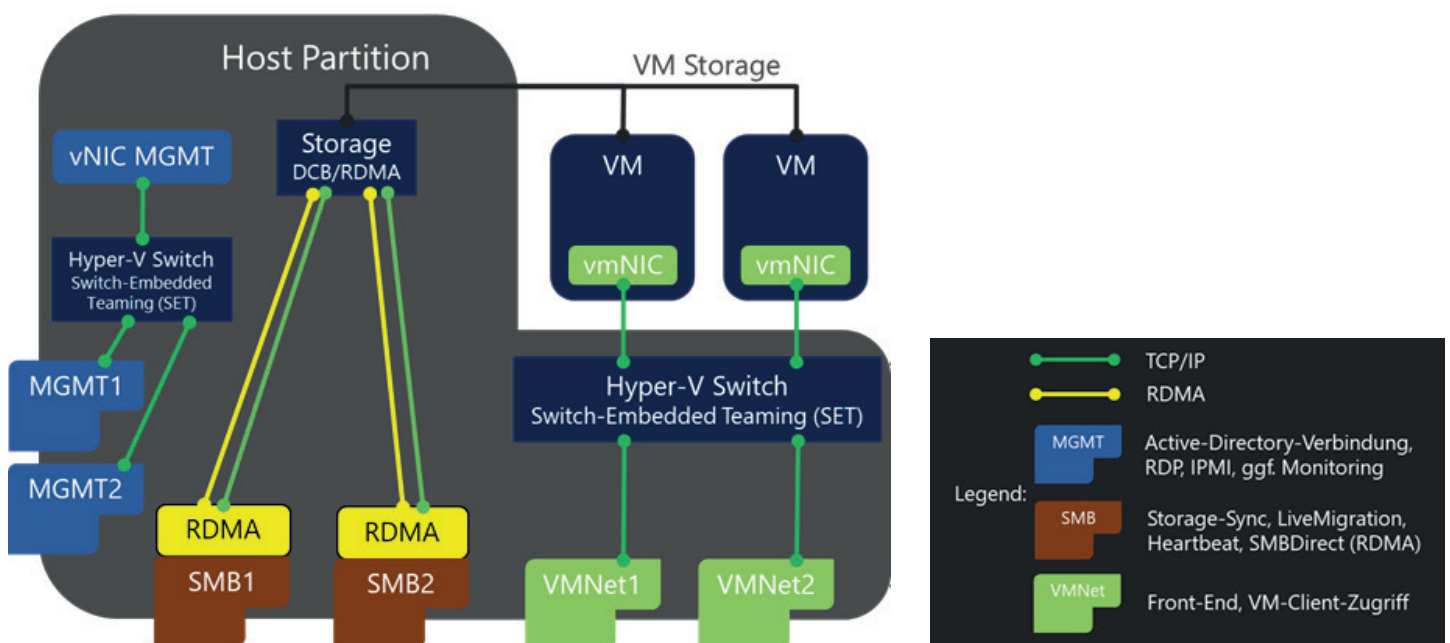 Host Partition
VM Storage
vNIC MGMT
Storage
DCB/RDMA
VM
VM
vmNIC
vmNIC
Hyper-V Switch
Switch-Embedded
Teaming (SET)
MGMT1
MGMT2
Hyper-V Switch
Switch-Embedded Teaming (SET)
RDMA
RDMA
SMB1
SMB2
VMNet1
VMNet2
Legend:
TCP/IP
RDMA
MGMT
Active-Directory-Verbindung,
RDP, IPMI, ggf. Monitoring
SMB
Storage-Sync, LiveMigration,
Heartbeat, SMBDirect (RDMA)
VMNet
Front-End, VM-Client-Zugriff